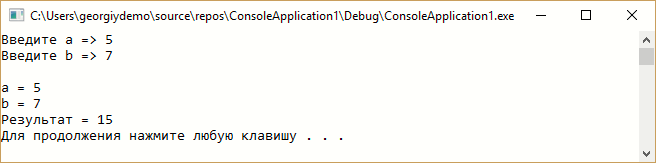 C:\Users\georgiydemo\source\repos\ConsoleApplication1\Debug\ConsoleApplication1.exe
Введите a => 5
Введите b => 7
a = 5
b = 7
Результат = 15
Для продолжения нажмите любую клавишу . . .